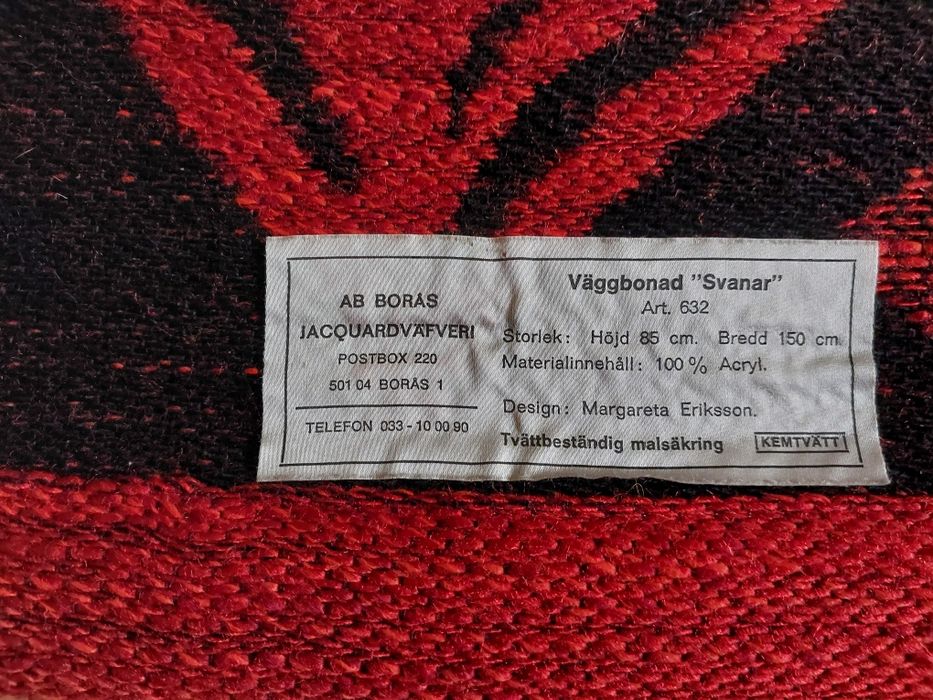 AB BORÅS
JACQUARDVÄFVERI
POSTBOX 220
501 04 BORÅS 1
TELEFON 033 - 10 00 90
Väggbonad "Svanar"
Art. 632
Storlek: Höjd 85 cm. Bredd 150 cm.
Materialinnehåll: 100 % Acryl.
Design: Margareta Eriksson.
Tvättbeständig malsäkring KEMTVÄTT